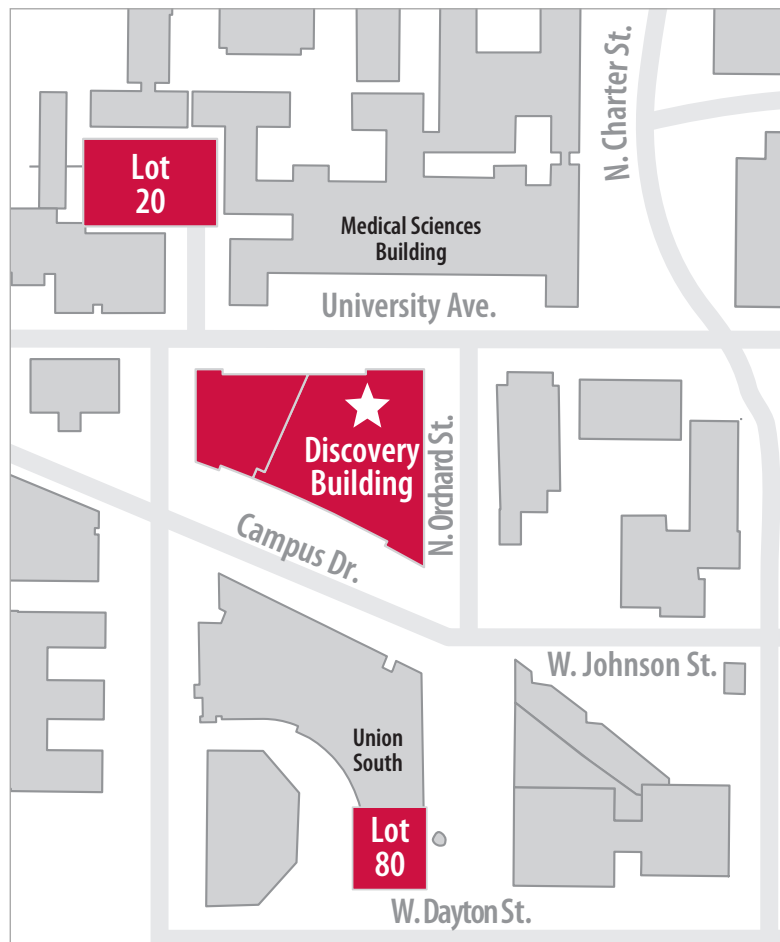 N. Charter St.
Lot
20
Medical Sciences
Building
University Ave.
Discovery
Building
N. Orchard St.
Campus Dr.
W. Johnson St.
Union
South
Lot
80
W. Dayton St.